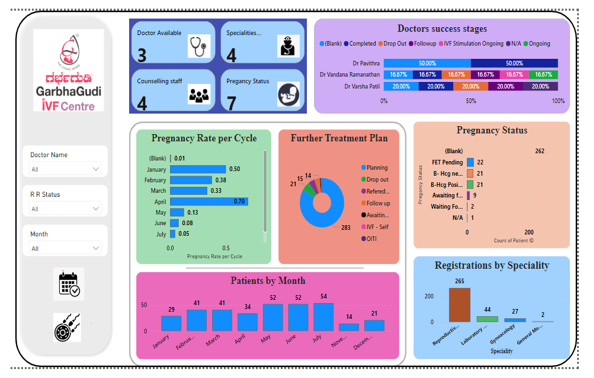 ಗರ್ಭಗುಡಿ
GarbhaGudi
IVF Centre
Doctor Name
All
R R Status
All
Month
All
Doctor Available
3
Specialities...
4
Counselling staff
4
Pregancy Status
7
Doctors success stages
(Blank) Completed Drop Out Followup IVF Stimulation Ongoing N/A Ongoing
Dr Pavithra 50.00% 50.00%
Dr Vandana Ramanathan 16.67% 16.67% 16.67% 16.67% 16.67% 16.67%
Dr Varsha Patil 20.00% 20.00% 20.00% 20.00% 20.00%
0% 50% 100%
Pregnancy Rate per Cycle
(Blank) 0.01
January 0.50
February 0.38
March 0.33
April 0.70
May 0.13
June 0.08
July 0.05
0.0 0.5
Pregnancy Rate per Cycle
Further Treatment Plan
21 15 14
283
Planning
Drop out
Refered...
Follow up
Awaitin...
IVF - Self
OITI
Pregnancy Status
Pregnancy Status
(Blank) 262
FET Pending 22
B- Hcg ne... 21
B-Hcg Posi... 21
Awaiting f... 9
Waiting Fo... 2
N/A 1
0 200
Count of Patient ID
Patients by Month
50
0
29 41 41 34 52 52 54 14 21
January Februa... March April May June July Nove... Decem...
Registrations by Speciality
200
0
265 44 27 2
Reproductiv... Laboratory ... Gynaecology General Me...
Speciality